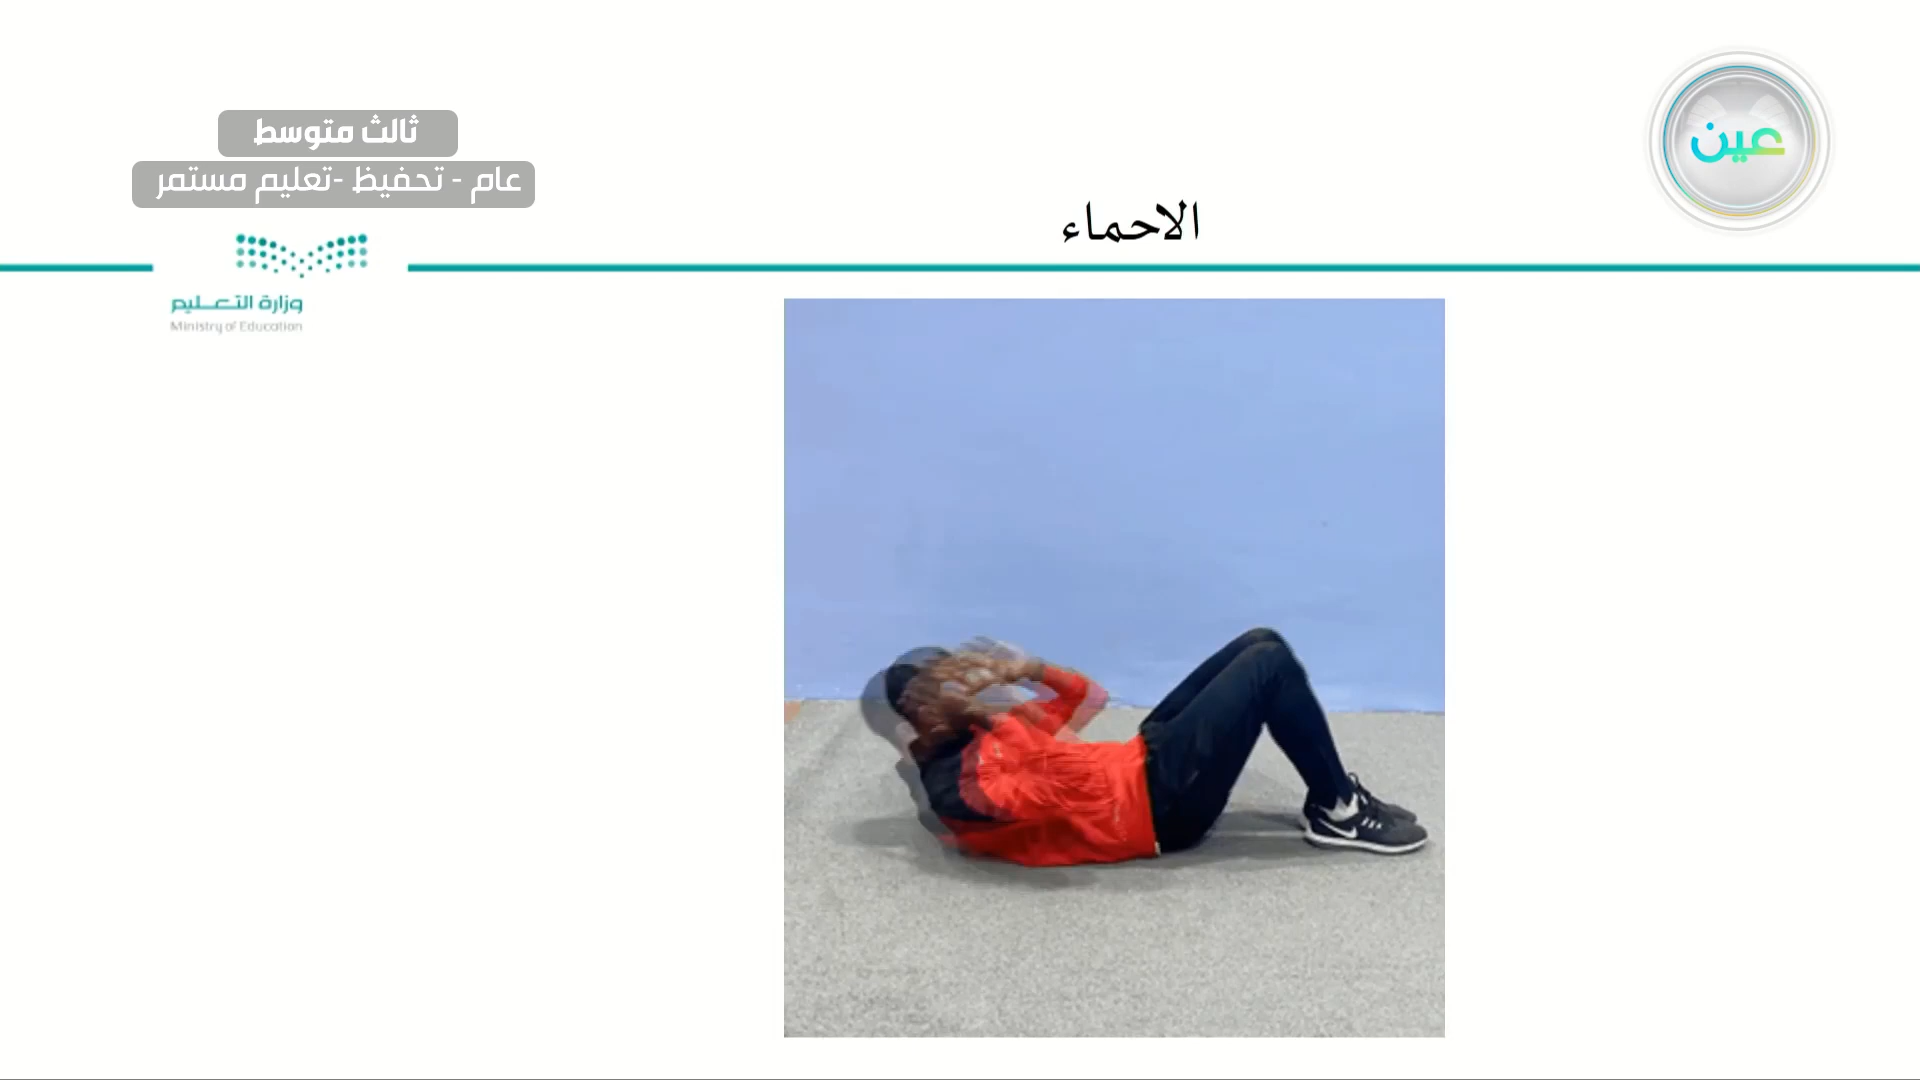 ثالث متوسط
عام - تحفيظ -تعليم مستمر
عين
الاحماء
وزارة التعليم
Ministry of Education